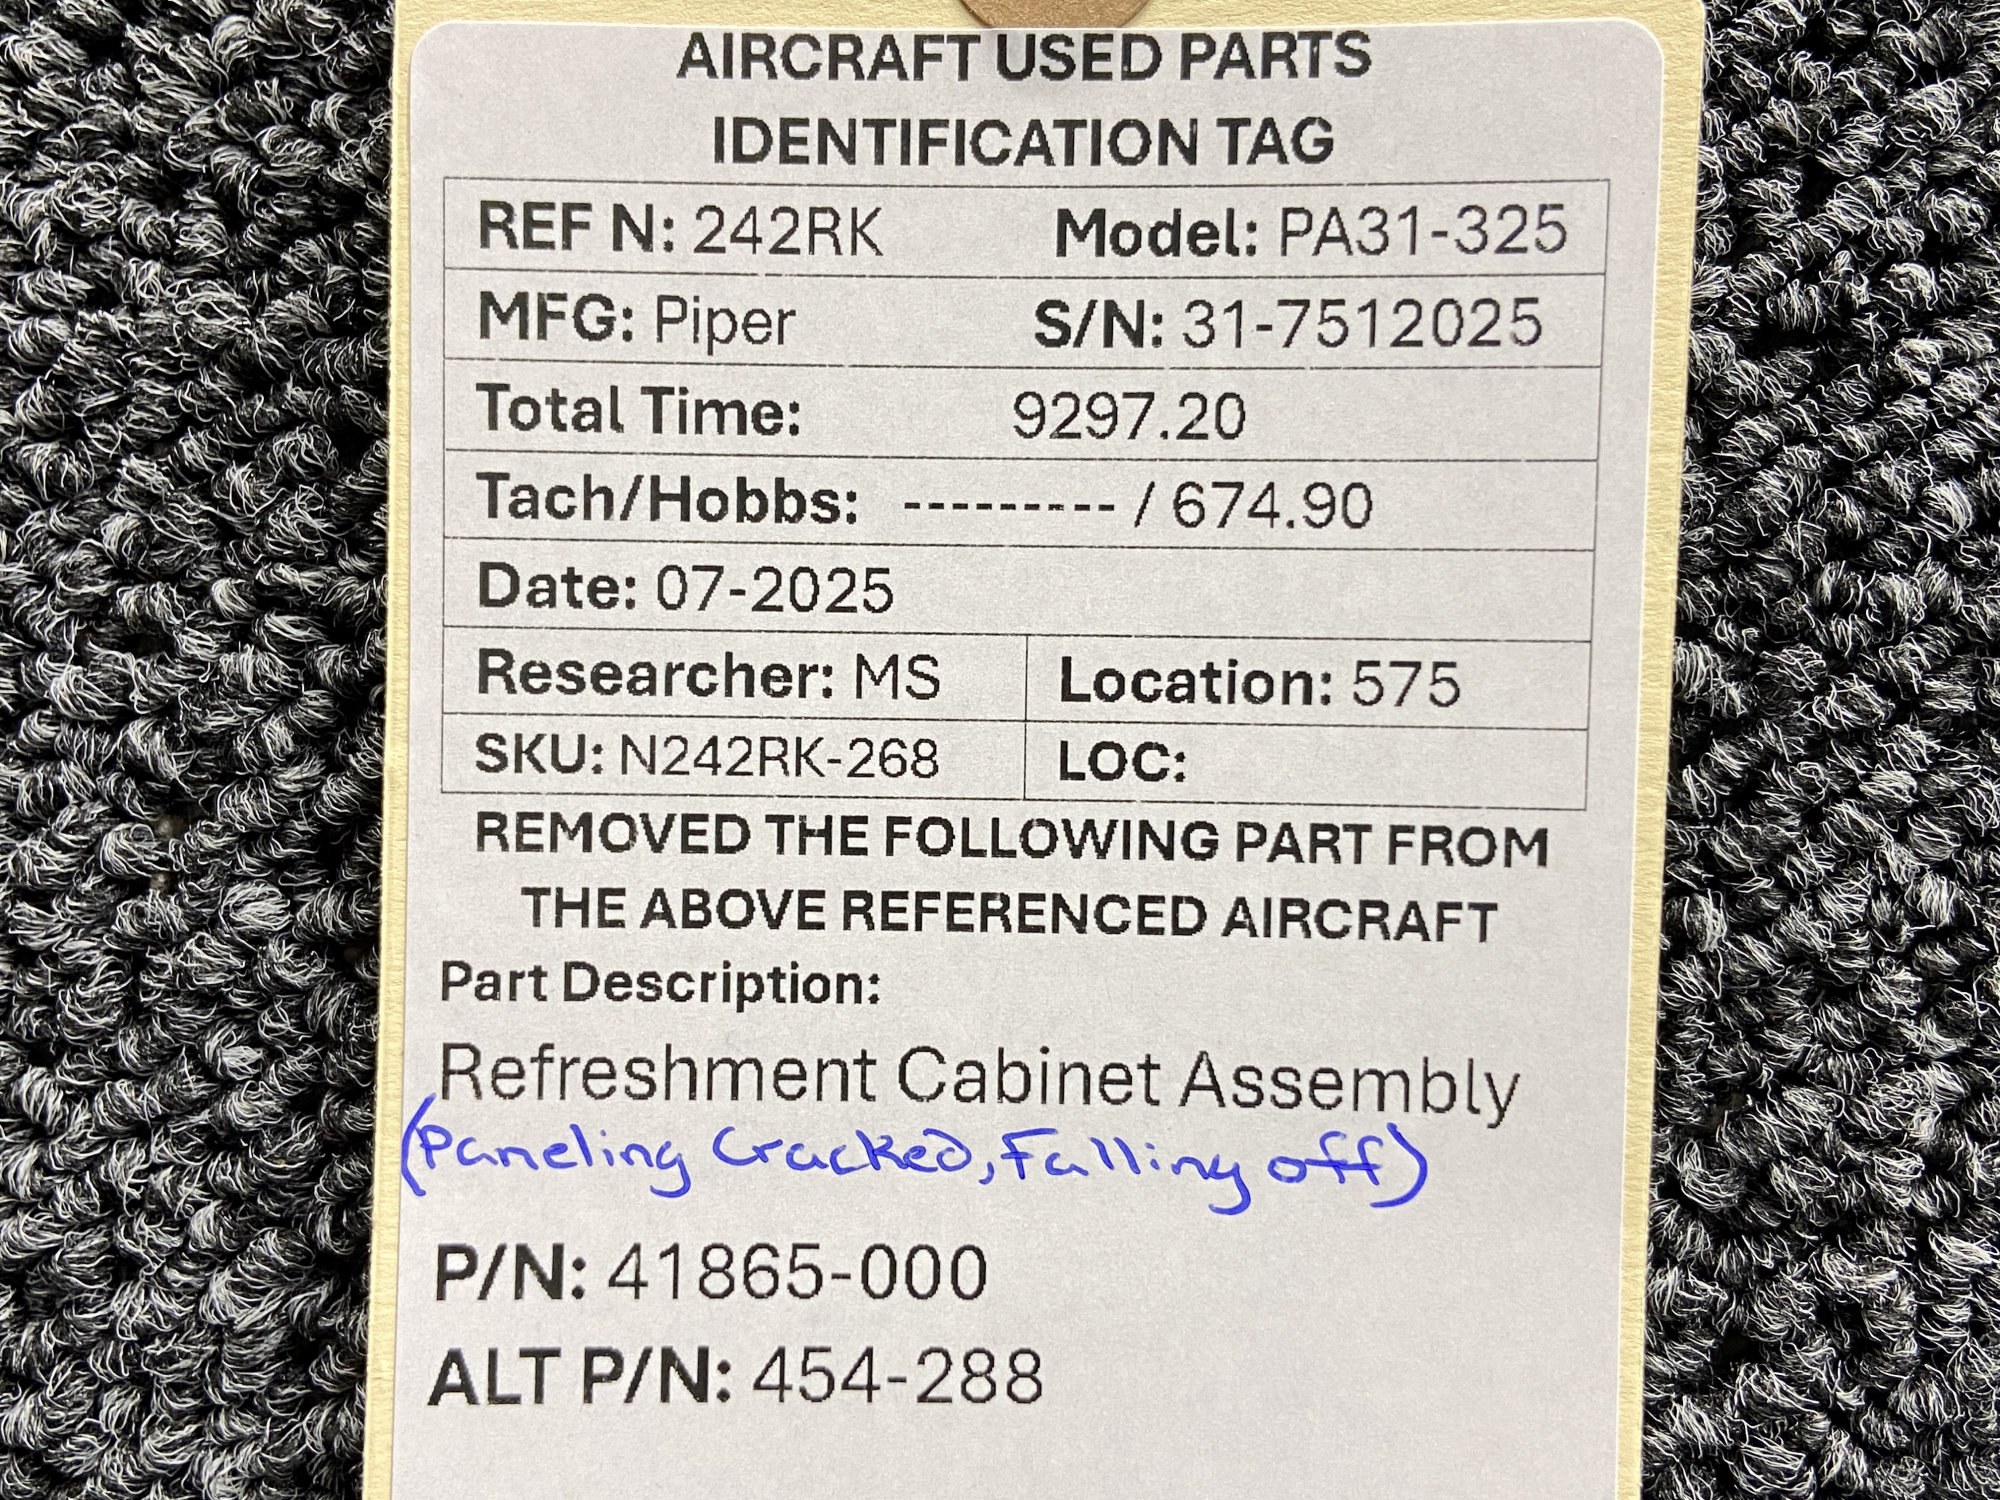 AIRCRAFT USED PARTS
IDENTIFICATION TAG
REF N: 242RK Model: PA31-325
MFG: Piper S/N: 31-7512025
Total Time: 9297.20
Tach/Hobbs: --------- / 674.90
Date: 07-2025
Researcher: MS Location: 575
SKU: N242RK-268 LOC:
REMOVED THE FOLLOWING PART FROM
THE ABOVE REFERENCED AIRCRAFT
Part Description:
Refreshment Cabinet Assembly
(Paneling Cracked, Falling off)
P/N: 41865-000
ALT P/N: 454-288